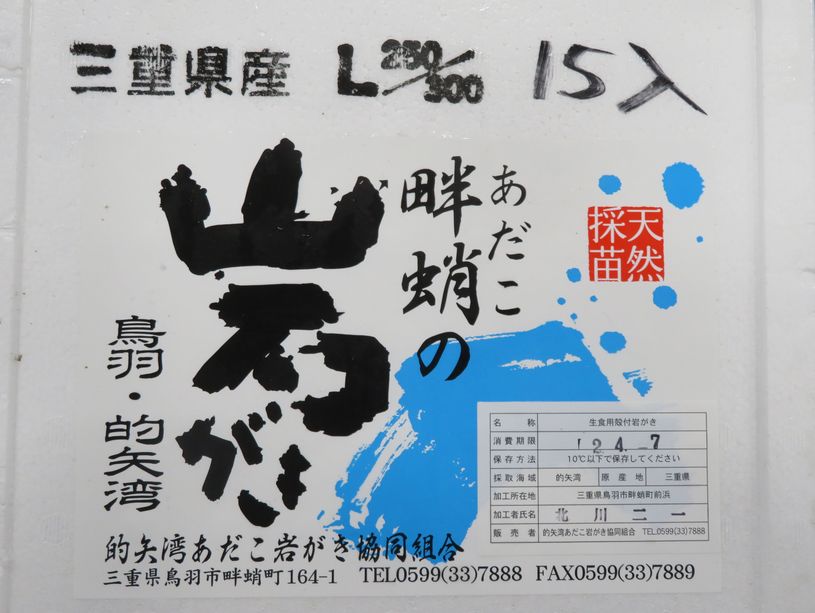 三重県産 L 250/300 15入
あだこ
畔蛸の
岩がき
鳥羽・的矢湾
天然
採苗
名称 生食用殻付岩がき
消費期限 12.4.-7
保存方法 10℃以下で保存してください
採取海域 的矢湾 原産地 三重県
加工所在地 三重県鳥羽市畔蛸町前浜
加工者氏名 北川二一
販売者 的矢湾あだこ岩がき協同組合 TEL.0599(33)7888
的矢湾あだこ岩がき協同組合
三重県鳥羽市畔蛸町164-1 TEL0599(33)7888 FAX0599(33)7889